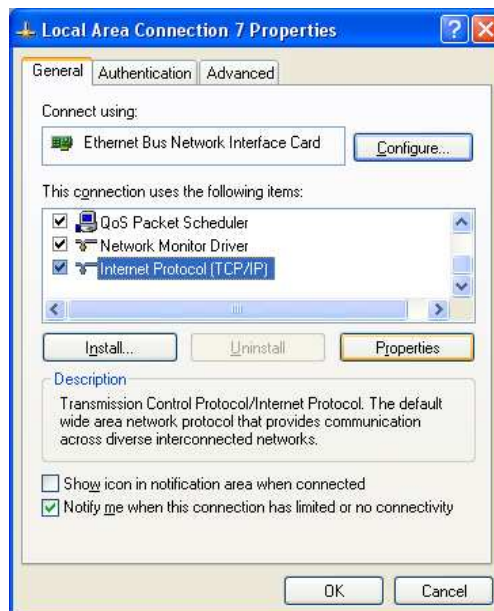 Local Area Connection 7 Properties
General Authentication Advanced
Connect using:
Ethernet Bus Network Interface Card Configure...
This connection uses the following items:
QoS Packet Scheduler
Network Monitor Driver
Internet Protocol (TCP/IP)
Install... Uninstall Properties
Description
Transmission Control Protocol/Internet Protocol. The default
wide area network protocol that provides communication
across diverse interconnected networks.
Show icon in notification area when connected
Notify me when this connection has limited or no connectivity
OK Cancel